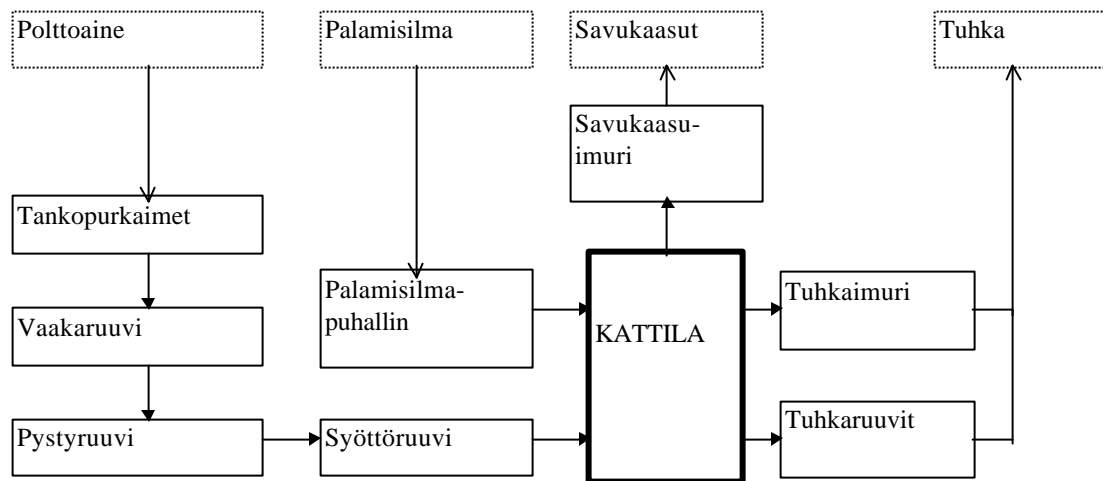 Polttoaine
Palamisilma
Savukaasut
Tuhka
Savukaasu-
imuri
Tankopurkaimet
Palamisilma-
puhallin
Tuhkaimuri
Vaakaruuvi
KATTILA
Pystyruuvi
Syöttöruuvi
Tuhkaruuvit